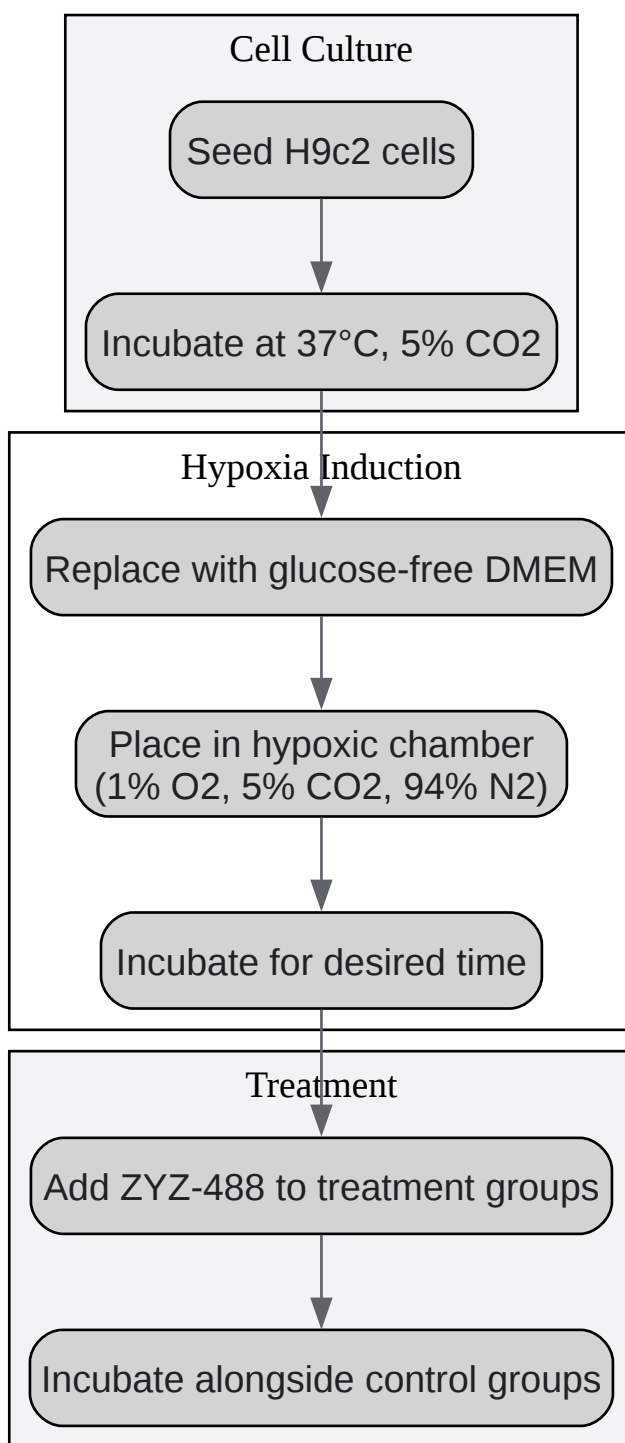 Cell Culture
Seed H9c2 cells
Incubate at 37°C, 5% CO2
Hypoxia Induction
Replace with glucose-free DMEM
Place in hypoxic chamber
(1% O2, 5% CO2, 94% N2)
Incubate for desired time
Treatment
Add ZYZ-488 to treatment groups
Incubate alongside control groups